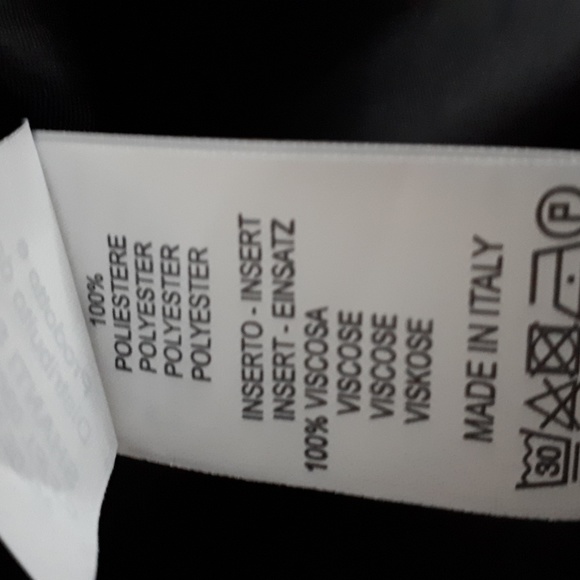 100%
POLIESTERE
POLYESTER
POLYESTER
POLYESTER
INSERTO - INSERT
INSERT - EINSATZ
100% VISCOSA
VISCOSE
VISCOSE
VISKOSE
MADE IN ITALY
30
P